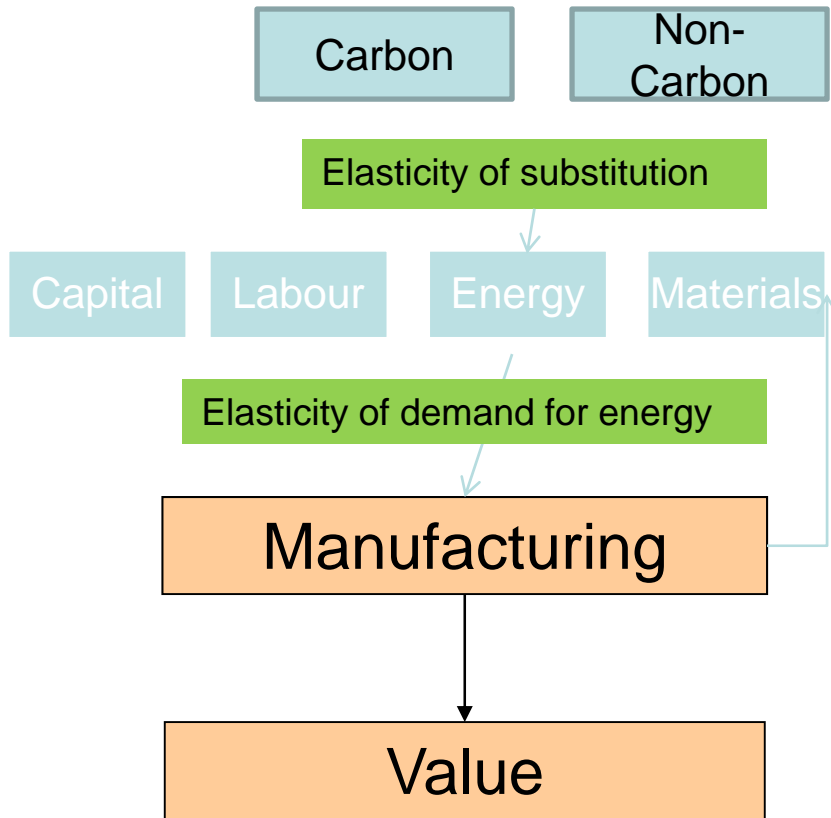 Carbon
Non-
Carbon
Elasticity of substitution
Capital
Labour
Energy
Materials
Elasticity of demand for energy
Manufacturing
Value